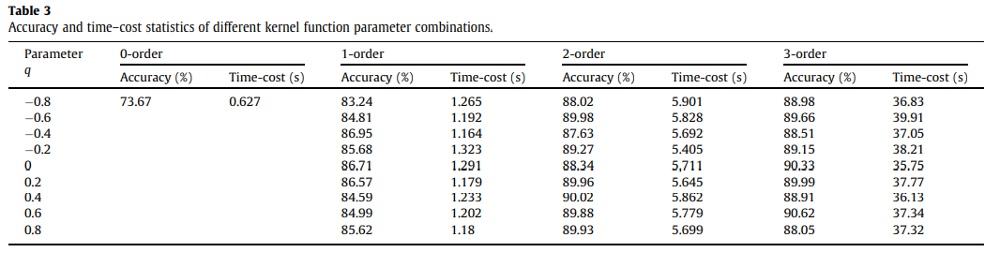 Table 3
Accuracy and time–cost statistics of different kernel function parameter combinations.
Parameter q 0-order 1-order 2-order 3-order
Accuracy (%) Time-cost (s) Accuracy (%) Time-cost (s) Accuracy (%) Time-cost (s) Accuracy (%) Time-cost (s)
−0.8 73.67 0.627 83.24 1.265 88.02 5.901 88.98 36.83
−0.6 84.81 1.192 89.98 5.828 89.66 39.91
−0.4 86.95 1.164 87.63 5.692 88.51 37.05
−0.2 85.68 1.323 89.27 5.405 89.15 38.21
0 86.71 1.291 88.34 5,711 90.33 35.75
0.2 86.57 1.179 89.96 5.645 89.99 37.77
0.4 84.59 1.233 90.02 5.862 88.91 36.13
0.6 84.99 1.202 89.88 5.779 90.62 37.34
0.8 85.62 1.18 89.93 5.699 88.05 37.32